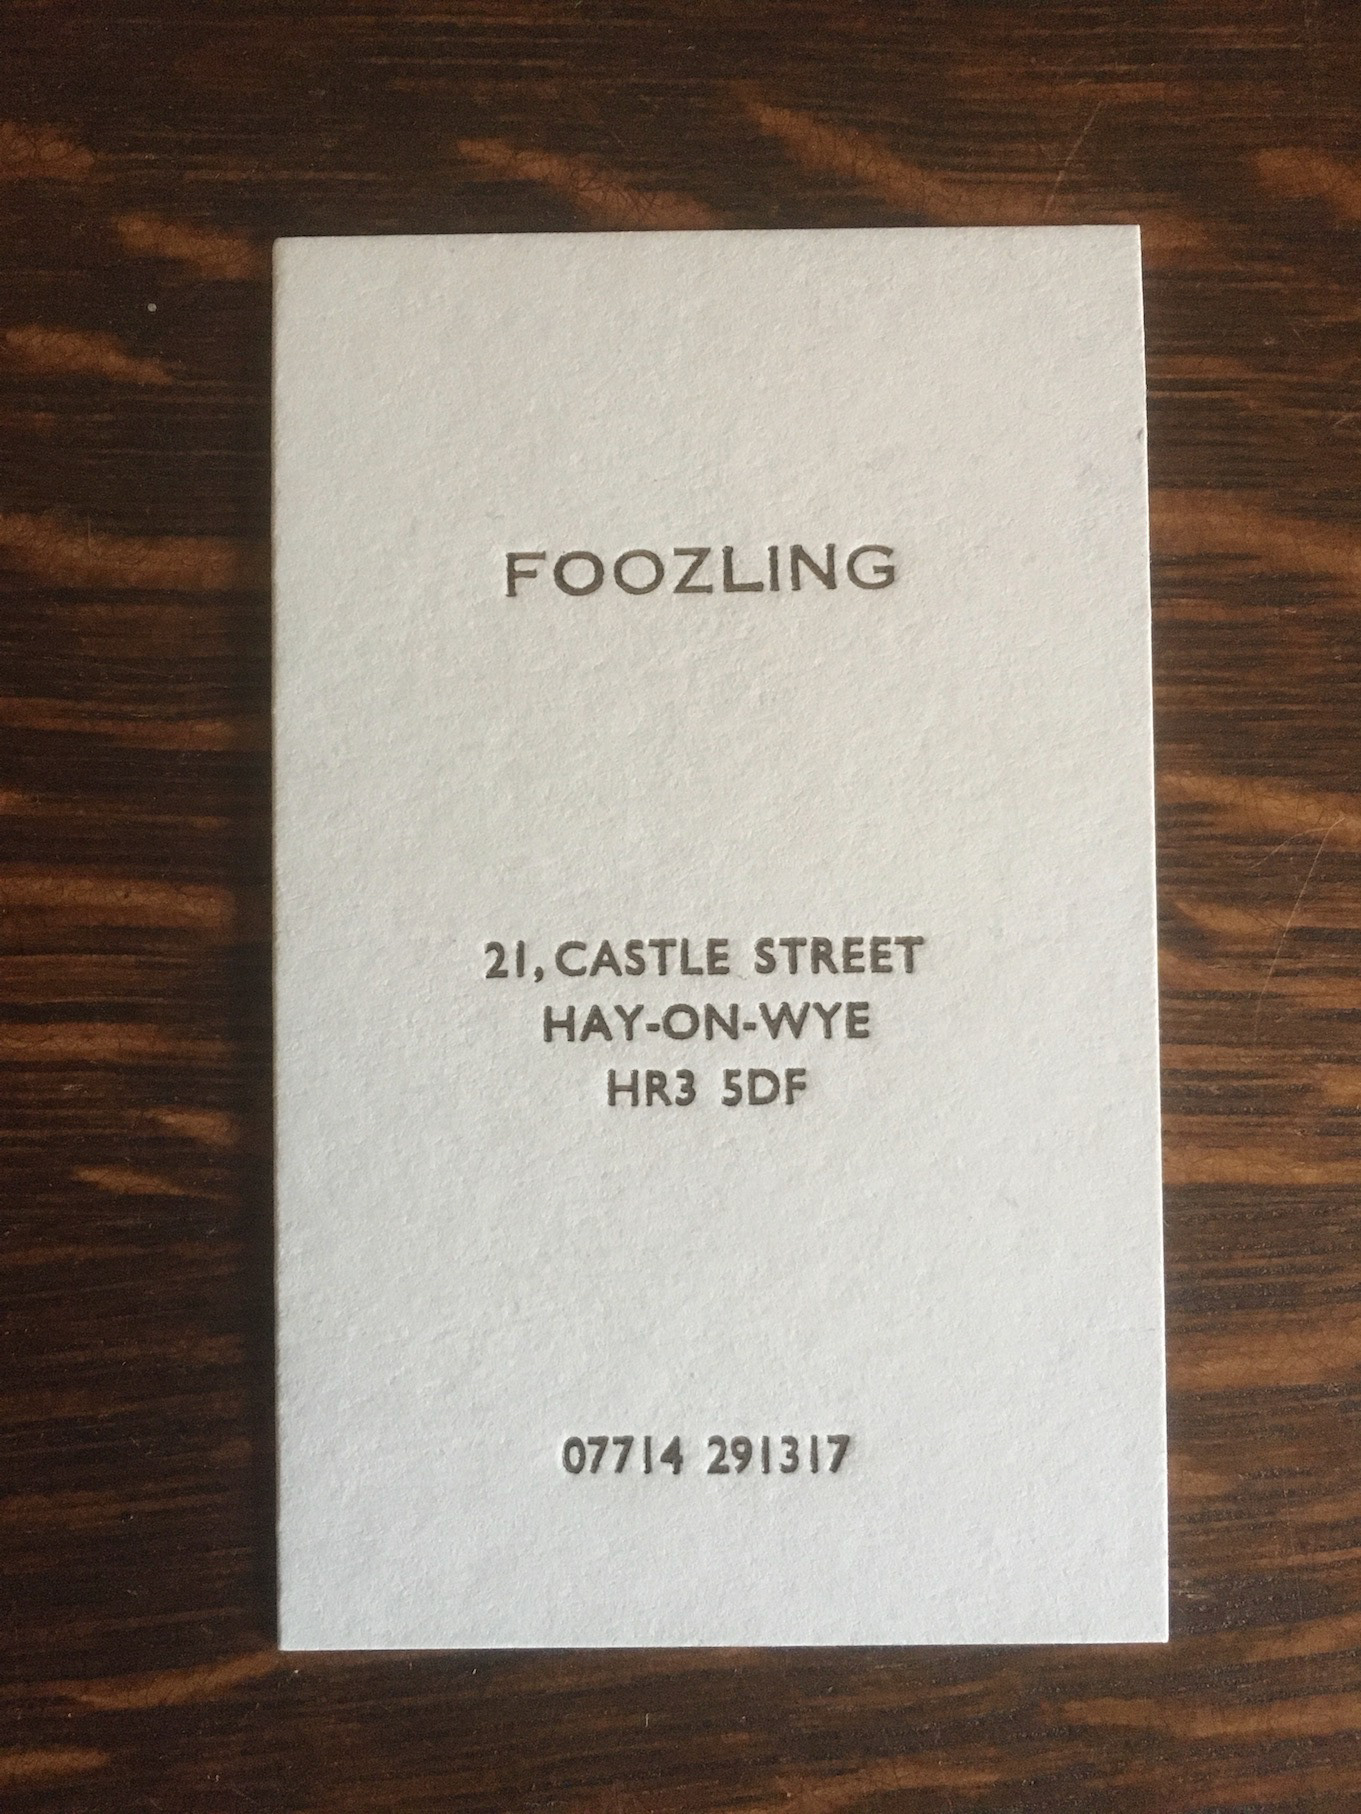 FOOZLING
21, CASTLE STREET
HAY-ON-WYE
HR3 5DF
07714 291317